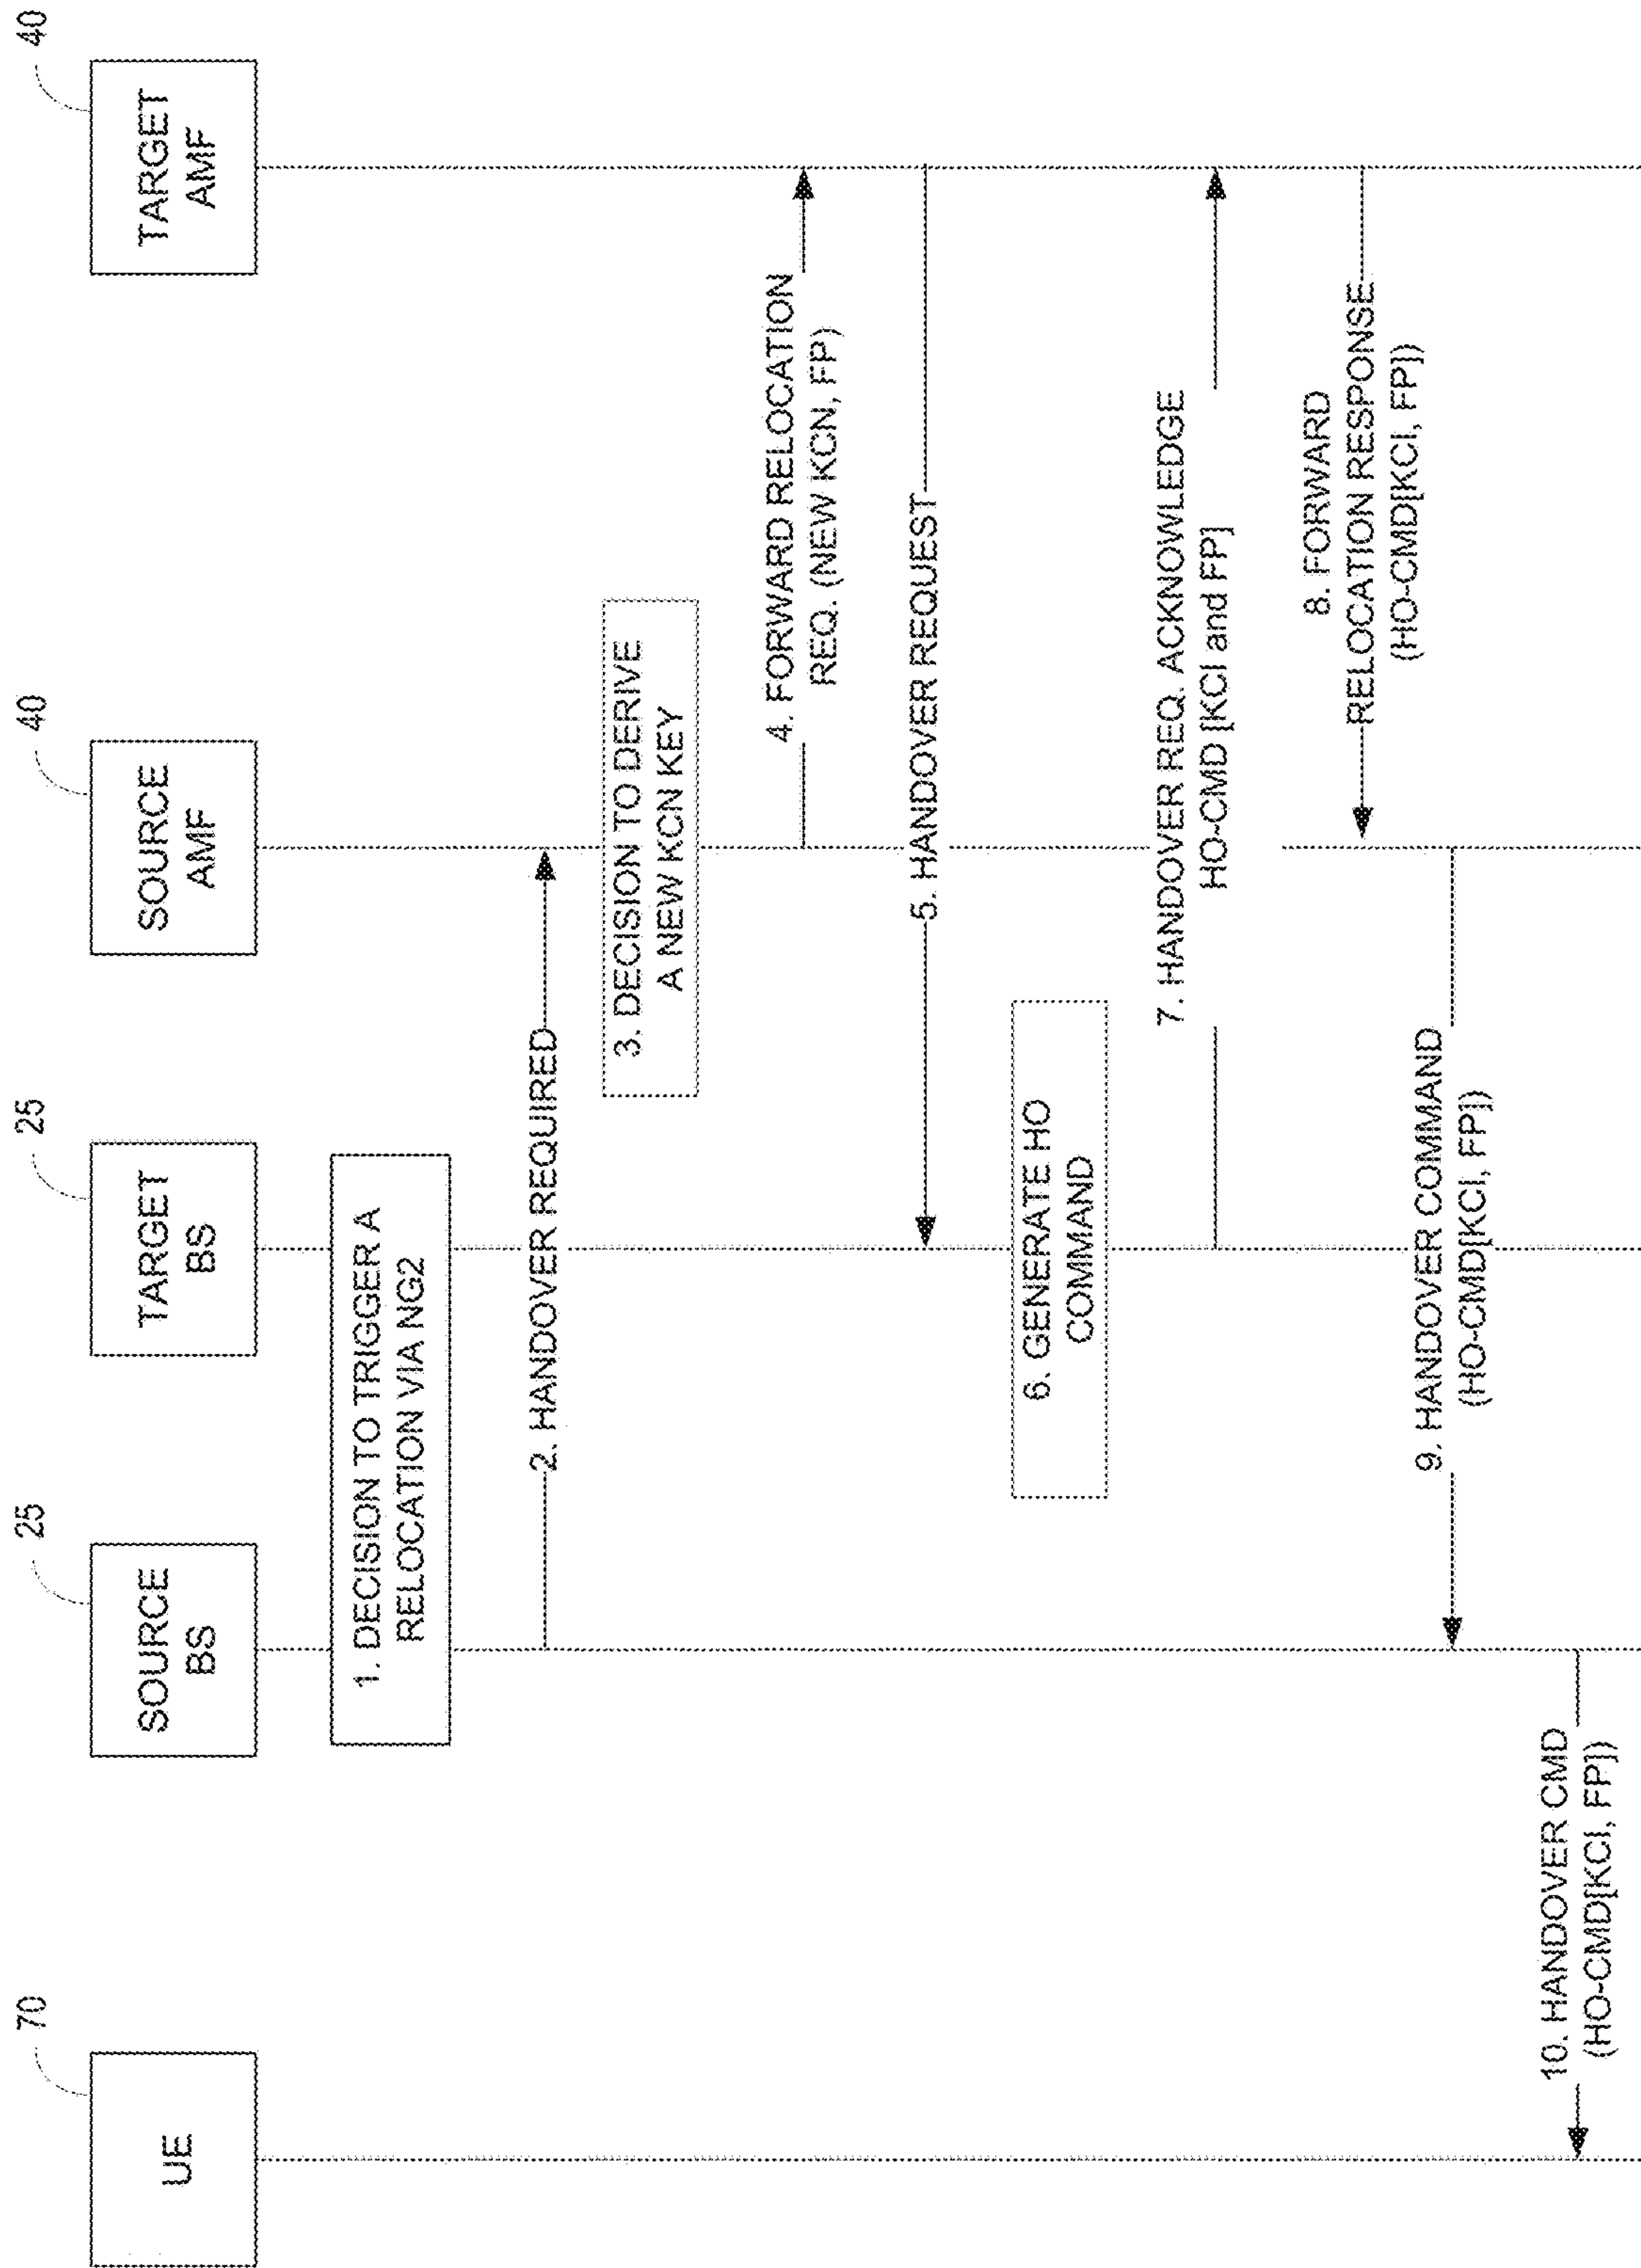 70
UE
25
SOURCE
BS
25
TARGET
BS
40
SOURCE
AMF
40
TARGET
AMF
1. DECISION TO TRIGGER A
RELOCATION VIA NG2
2. HANDOVER REQUIRED
3. DECISION TO DERIVE
A NEW KCN KEY
4. FORWARD RELOCATION
REQ. (NEW KCN, FP)
5. HANDOVER REQUEST
6. GENERATE HO
COMMAND
7. HANDOVER REQ. ACKNOWLEDGE
HO-CMD [KCI and FP]
8. FORWARD
RELOCATION RESPONSE
(HO-CMD[KCI, FP])
9. HANDOVER COMMAND
(HO-CMD[KCI, FP])
10. HANDOVER CMD
(HO-CMD[KCI, FP])